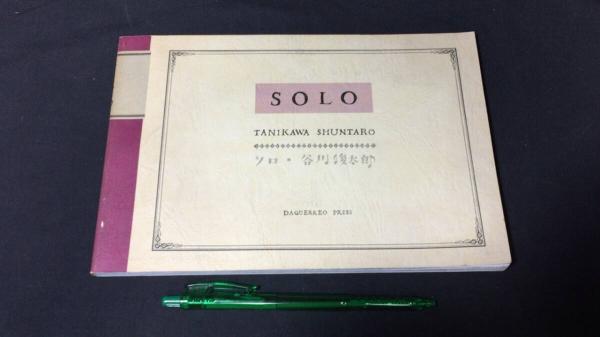 SOLO
TANIKAWA SHUNTARO
ソロ・谷川俊太郎
DAGUERREO PRESS